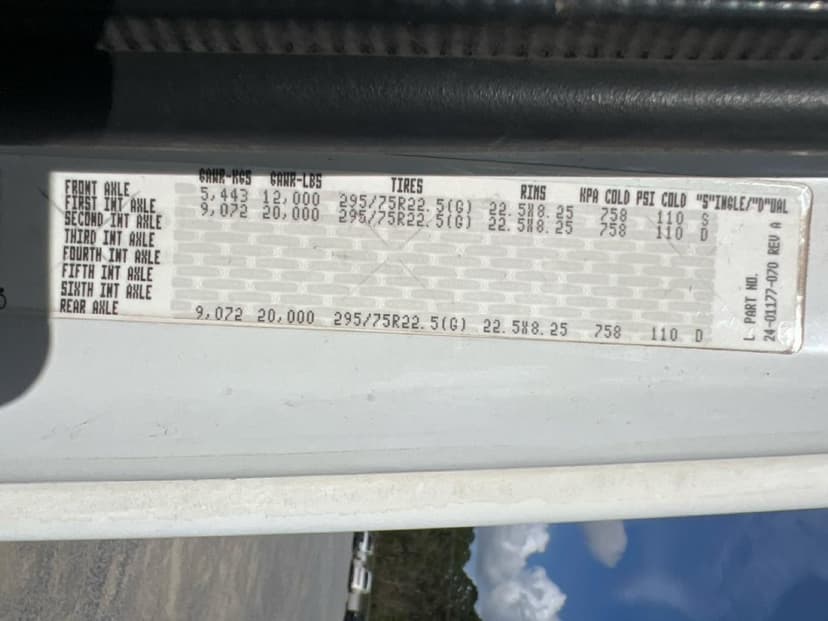 GAWR-KGS GAWR-LBS TIRES RIMS KPA COLD PSI COLD "S"INGLE/"D"UAL
FRONT AXLE 5,443 12,000 295/75R22.5(G) 22.5X8.25 758 110 S
FIRST INT AXLE 9,072 20,000 295/75R22.5(G) 22.5X8.25 758 110 D
SECOND INT AXLE
THIRD INT AXLE
FOURTH INT AXLE
FIFTH INT AXLE
SIXTH INT AXLE
REAR AXLE 9,072 20,000 295/75R22.5(G) 22.5X8.25 758 110 D
L PART NO.
24-01177-070 REV A